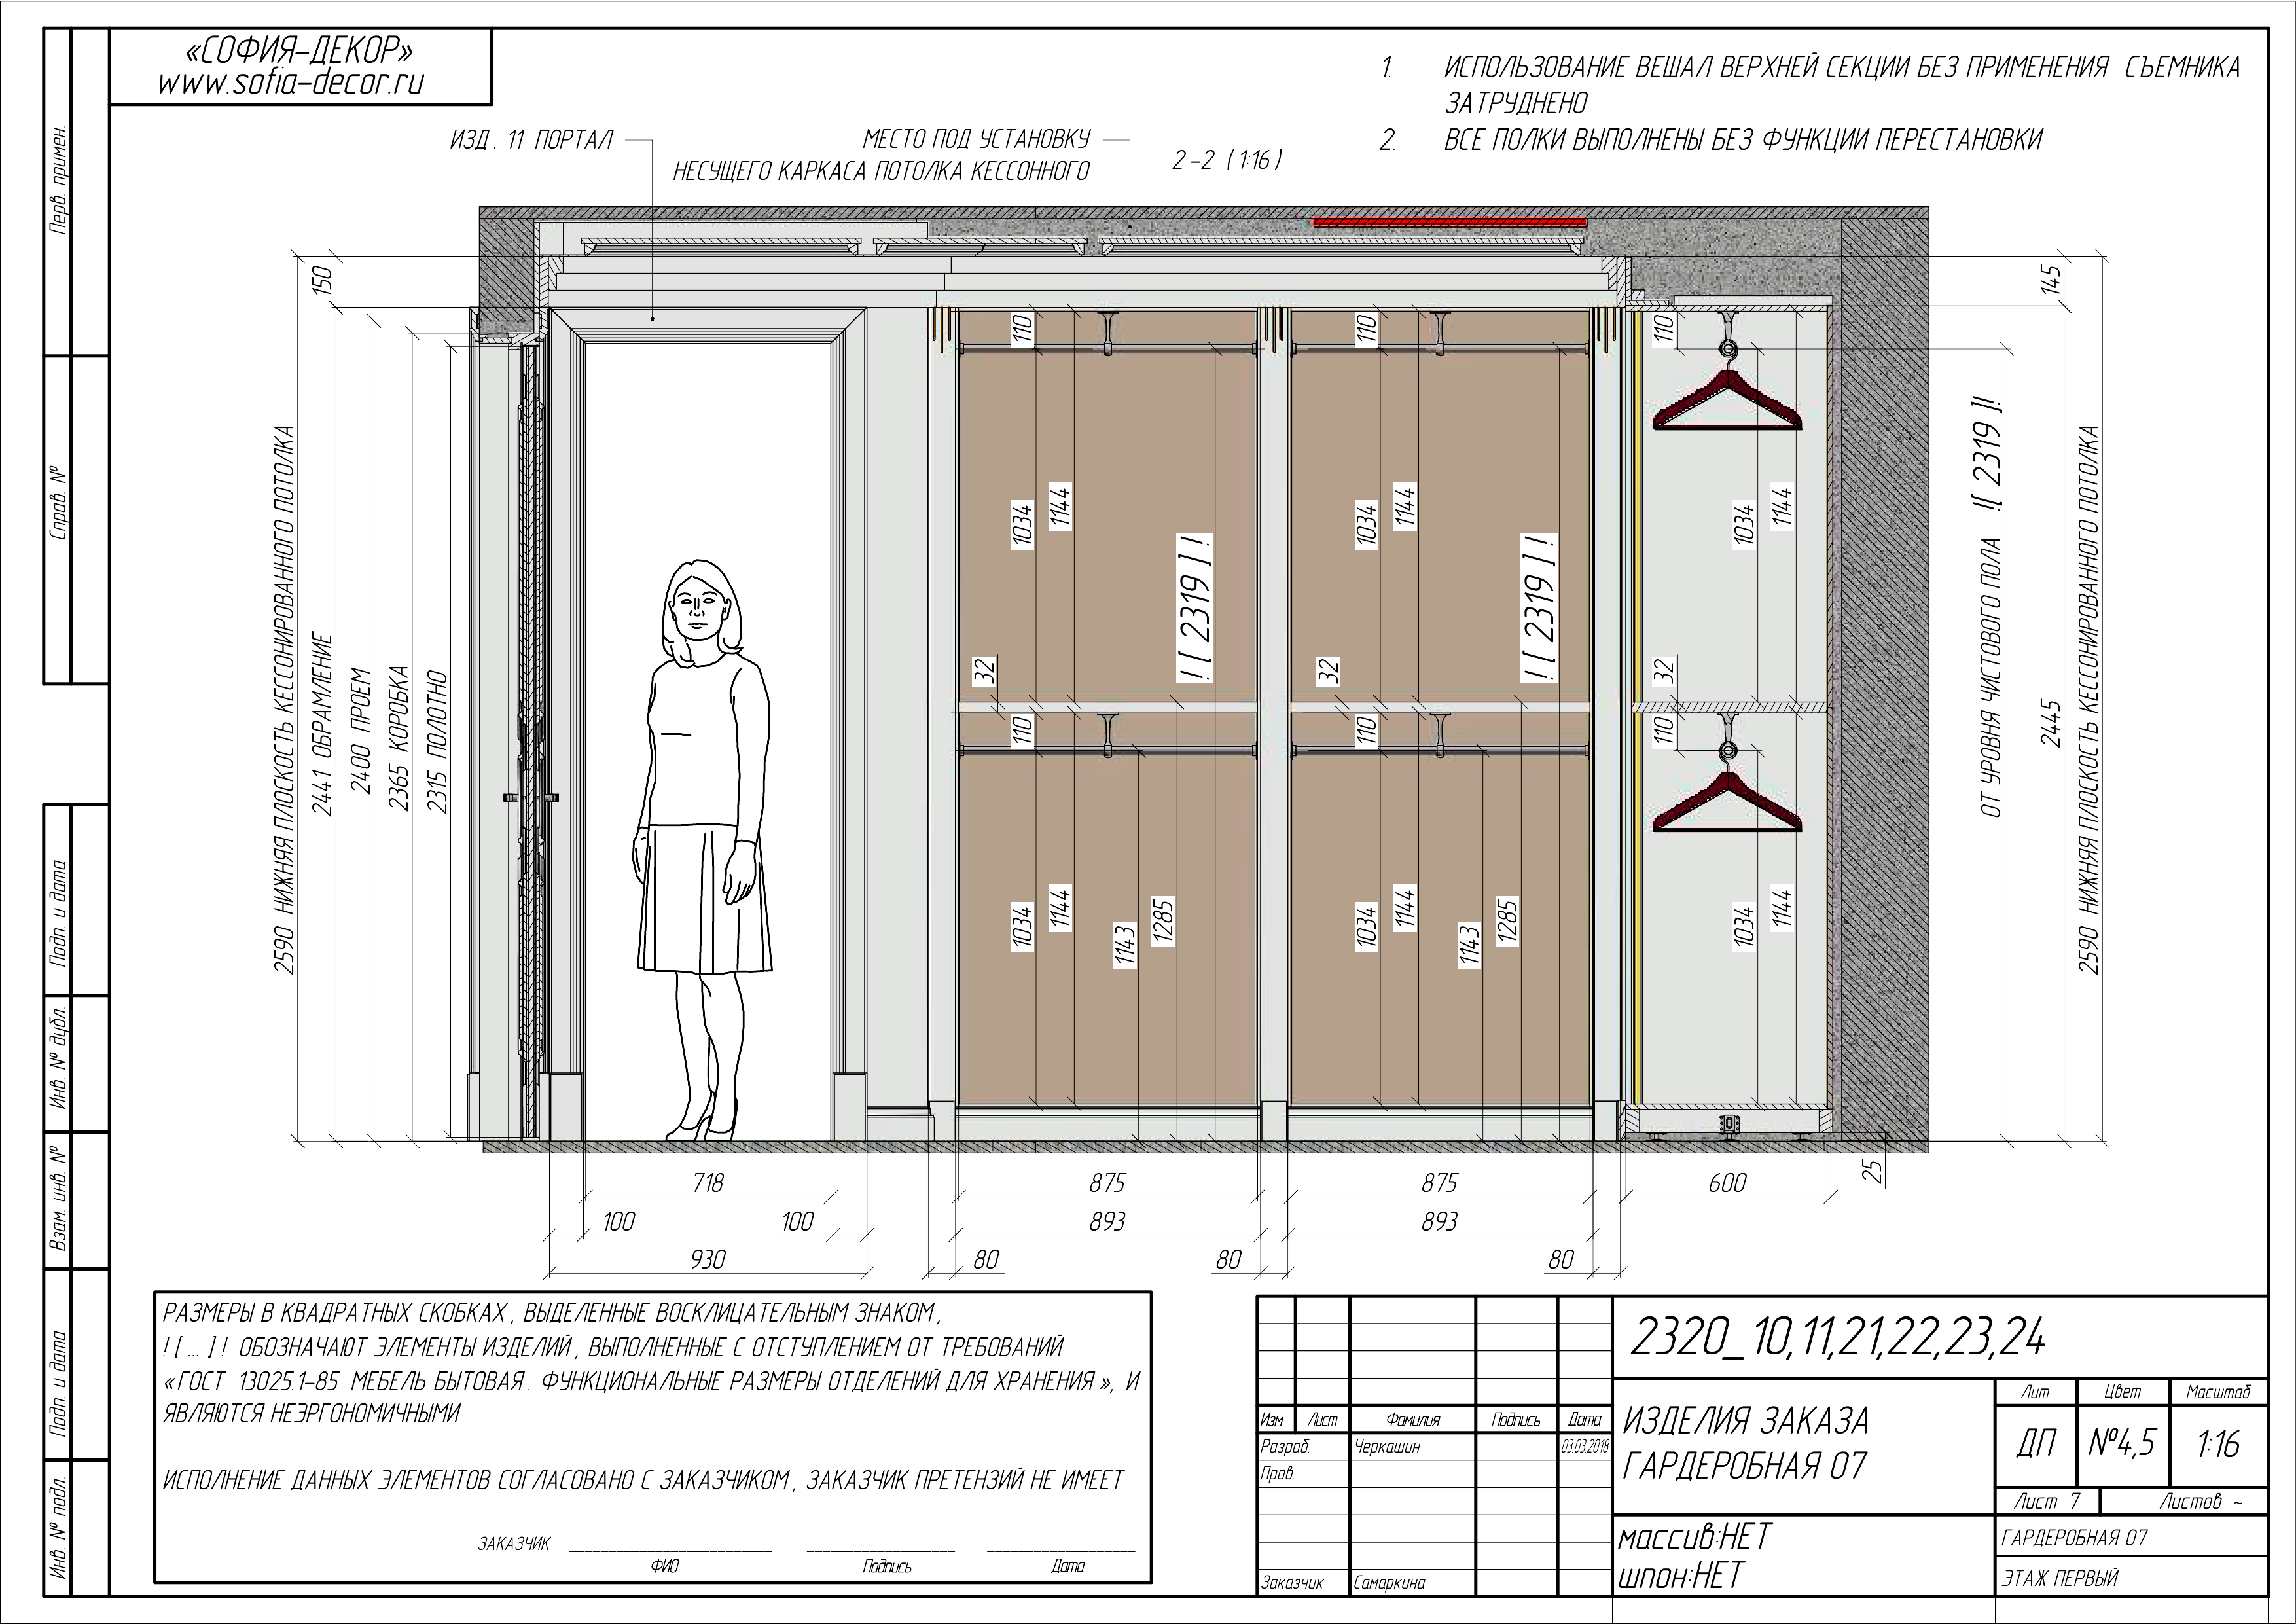 «СОФИЯ-ДЕКОР»
www.sofia-decor.ru
1. ИСПОЛЬЗОВАНИЕ ВЕШАЛ ВЕРХНЕЙ СЕКЦИИ БЕЗ ПРИМЕНЕНИЯ СЪЕМНИКА
ЗАТРУДНЕНО
2. ВСЕ ПОЛКИ ВЫПОЛНЕНЫ БЕЗ ФУНКЦИИ ПЕРЕСТАНОВКИ
ИЗД. 11 ПОРТАЛ
МЕСТО ПОД УСТАНОВКУ
НЕСУЩЕГО КАРКАСА ПОТОЛКА КЕССОННОГО
2-2 (1:16)
Перв. примен.
Справ. №
Подп. и дата
Инв. № дубл.
Взам. инв. №
Подп. и дата
Инв. № подл.
2590 НИЖНЯЯ ПЛОСКОСТЬ КЕССОНИРОВАННОГО ПОТОЛКА
150
2441 ОБРАМЛЕНИЕ
2400 ПРОЕМ
2365 КОРОБКА
2315 ПОЛОТНО
110
1034
1144
! [ 2319 ] !
32
110
1034
1144
1143
1285
110
1034
1144
! [ 2319 ] !
32
110
1034
1144
1143
1285
110
1034
1144
32
110
1034
1144
ОТ УРОВНЯ ЧИСТОВОГО ПОЛА ![ 2319 ]!
145
2445
2590 НИЖНЯЯ ПЛОСКОСТЬ КЕССОНИРОВАННОГО ПОТОЛКА
25
718
875
875
600
100
100
893
893
930
80
80
80
РАЗМЕРЫ В КВАДРАТНЫХ СКОБКАХ, ВЫДЕЛЕННЫЕ ВОСКЛИЦАТЕЛЬНЫМ ЗНАКОМ,
! [ ... ] ! ОБОЗНАЧАЮТ ЭЛЕМЕНТЫ ИЗДЕЛИЙ, ВЫПОЛНЕННЫЕ С ОТСТУПЛЕНИЕМ ОТ ТРЕБОВАНИЙ
«ГОСТ 13025.1-85 МЕБЕЛЬ БЫТОВАЯ. ФУНКЦИОНАЛЬНЫЕ РАЗМЕРЫ ОТДЕЛЕНИЙ ДЛЯ ХРАНЕНИЯ», И
ЯВЛЯЮТСЯ НЕЭРГОНОМИЧНЫМИ
ИСПОЛНЕНИЕ ДАННЫХ ЭЛЕМЕНТОВ СОГЛАСОВАНО С ЗАКАЗЧИКОМ, ЗАКАЗЧИК ПРЕТЕНЗИЙ НЕ ИМЕЕТ
ЗАКАЗЧИК
ФИО Подпись Дата
2320_10,11,21,22,23,24
Изм Лист Фамилия Подпись Дата
Разраб. Черкашин 03.03.2018
Пров.
Заказчик Самаркина
ИЗДЕЛИЯ ЗАКАЗА
ГАРДЕРОБНАЯ 07
Лит Цвет Масштаб
ДП №4,5 1:16
Лист 7 Листов ~
массив:НЕТ
шпон:НЕТ
ГАРДЕРОБНАЯ 07
ЭТАЖ ПЕРВЫЙ